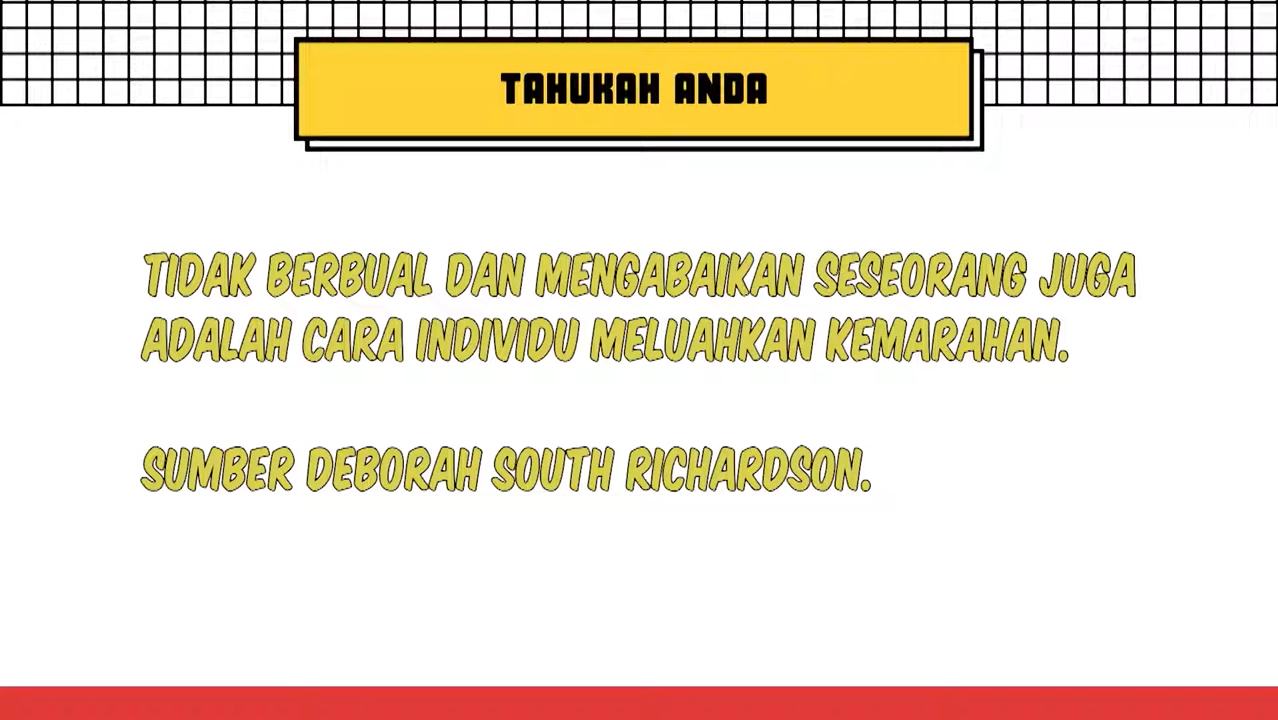 TAHUKAH ANDA
TIDAK BERBUAL DAN MENGABAIKAN SESEORANG JUGA
ADALAH CARA INDIVIDU MELUAHKAN KEMARAHAN.
SUMBER DEBORAH SOUTH RICHARDSON.